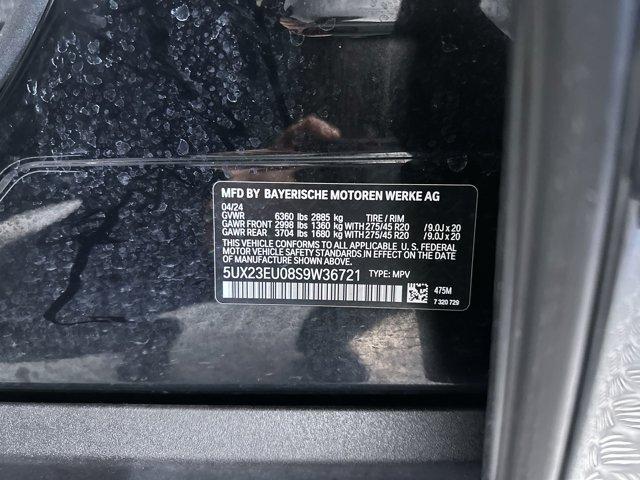 MFD BY BAYERISCHE MOTOREN WERKE AG
04/24
GVWR 6360 lbs 2885 kg TIRE / RIM
GAWR FRONT 2998 lbs 1360 kg WITH 275/45 R20 / 9.0J x 20
GAWR REAR 3704 lbs 1680 kg WITH 275/45 R20 / 9.0J x 20
THIS VEHICLE CONFORMS TO ALL APPLICABLE U. S. FEDERAL
MOTOR VEHICLE SAFETY STANDARDS IN EFFECT ON THE DATE
OF MANUFACTURE SHOWN ABOVE.
5UX23EU08S9W36721 TYPE: MPV
475M
7 320 729